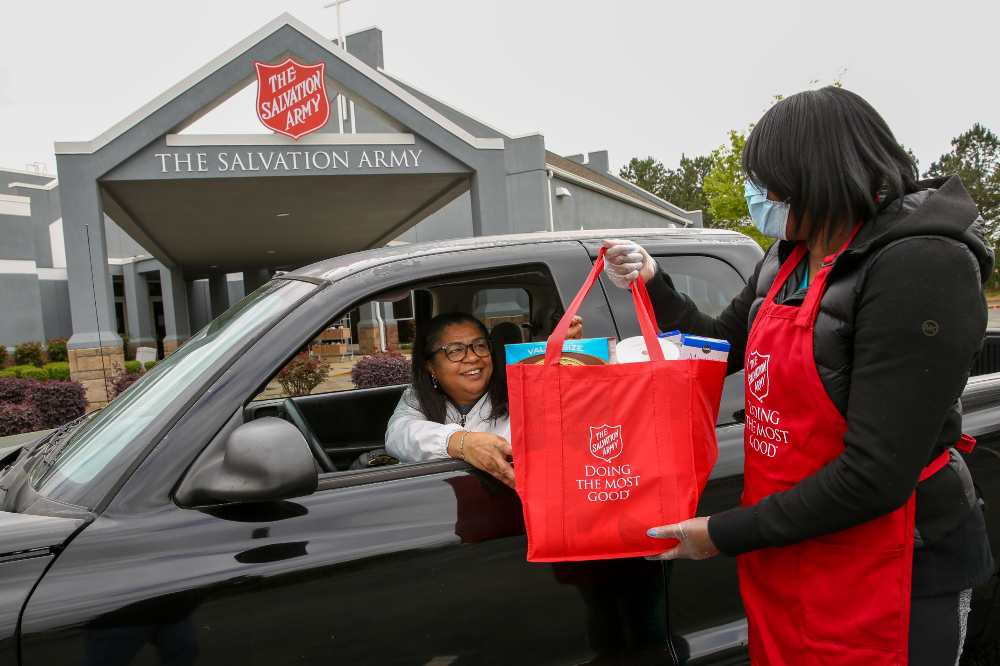 THE
SALVATION
ARMY
THE SALVATION ARMY
VALUE SIZE
Publix
Macaroni
THE
SALVATION
ARMY
DOING
THE MOST
GOOD
MK
THE
SALVATION
ARMY
DOING
THE MOST
GOOD